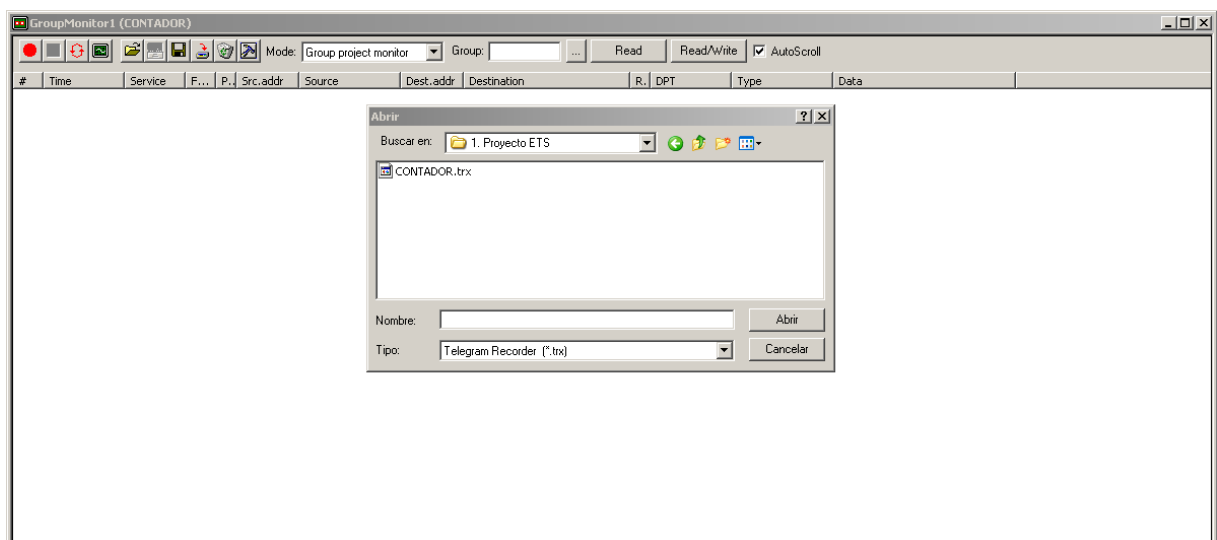 GroupMonitor1 (CONTADOR)
Mode: Group project monitor Group: ... Read Read/Write AutoScroll
# Time Service F... P.. Src.addr Source Dest.addr Destination R.. DPT Type Data
Abrir
Buscar en: 1. Proyecto ETS
CONTADOR.trx
Nombre: Abrir
Tipo: Telegram Recorder (*.trx) Cancelar